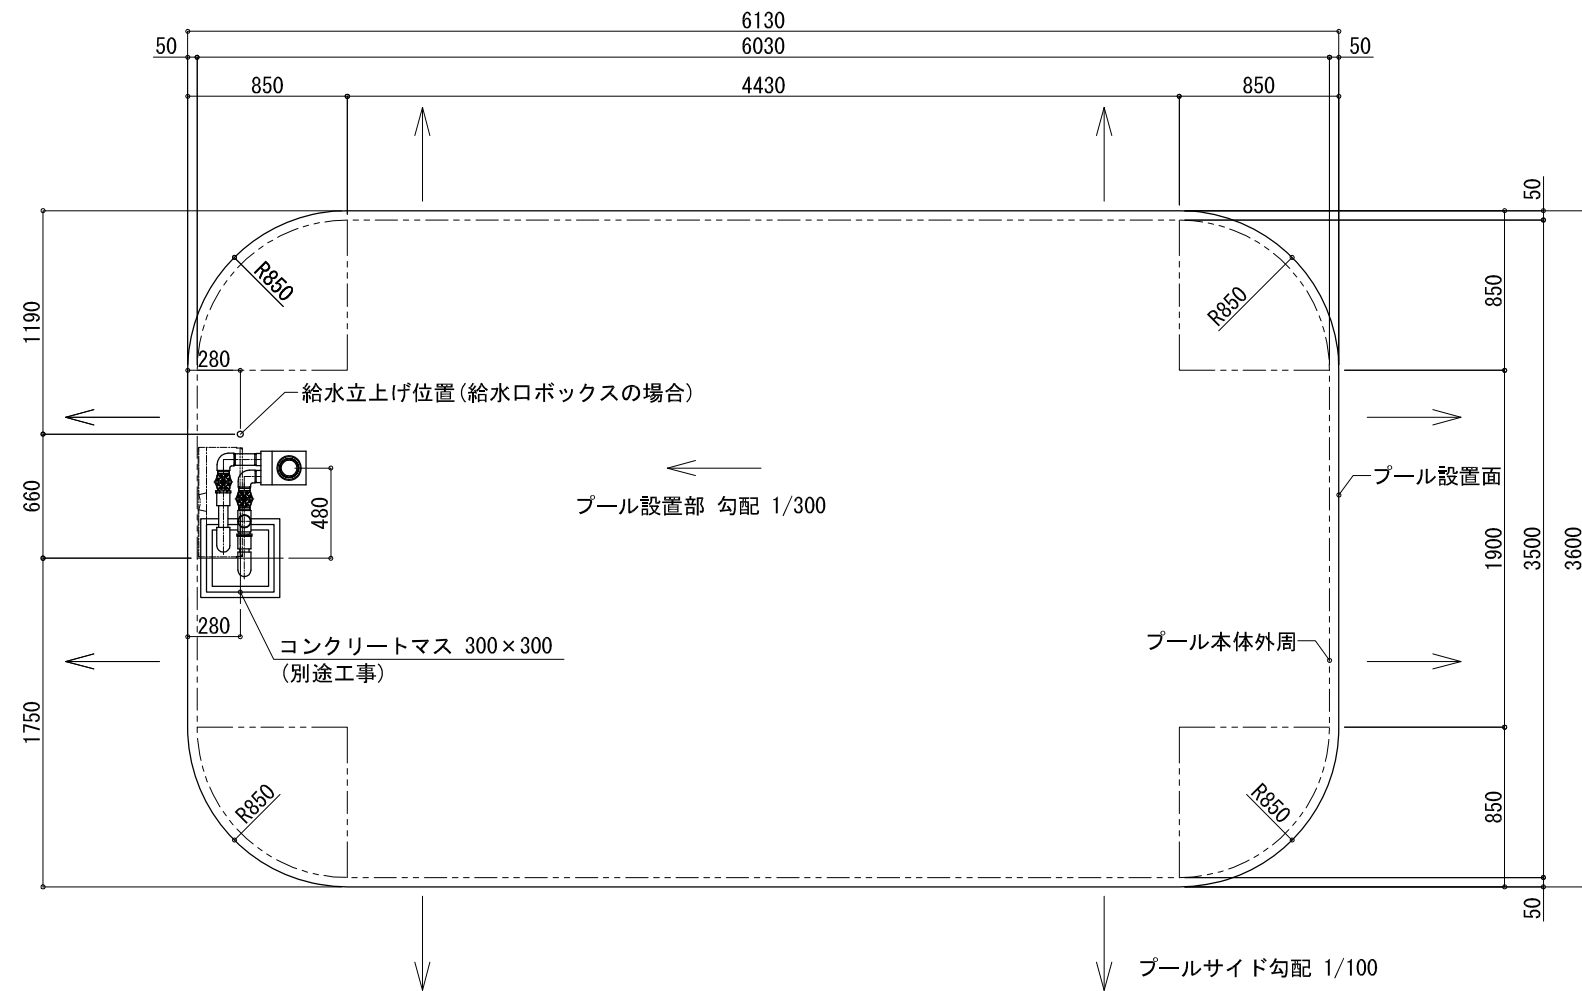 6130
50
6030
50
850
4430
850
50
R850
R850
850
1190
280
給水立上げ位置(給水口ボックスの場合)
プール設置面
660
480
プール設置部 勾配 1/300
1900
3500
3600
280
コンクリートマス 300×300
(別途工事)
プール本体外周
1750
R850
R850
850
50
プールサイド勾配 1/100